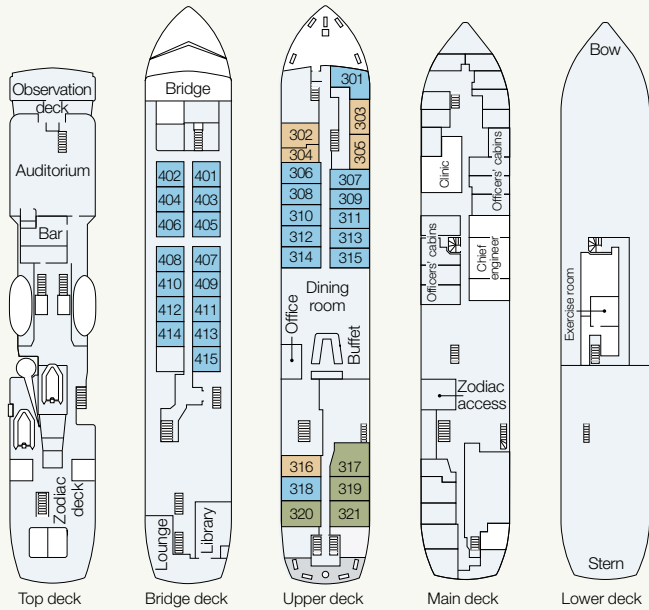 Observation
deck
Auditorium
Bar
Zodiac
deck
Top deck
Bridge
402
401
404
403
406
405
408
407
410
409
412
411
414
413
415
Lounge
Library
Bridge deck
301
303
302
304
305
306
307
308
309
310
311
312
313
314
315
Dining
room
Office
Buffet
316
317
318
319
320
321
Upper deck
Clinic
Officers' cabins
Officers' cabins
Chief
engineer
Zodiac
access
Main deck
Bow
Exercise room
Stern
Lower deck